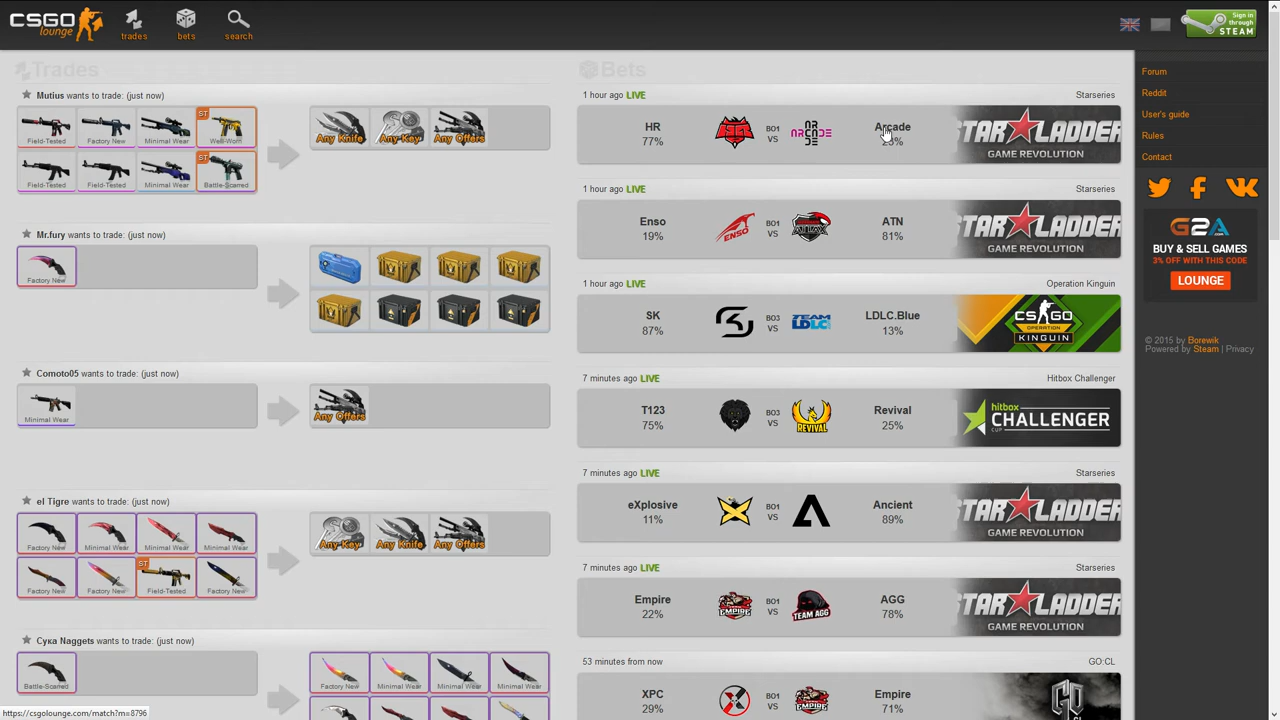 CSGO
lounge
trades
bets
search
Sign in
through
STEAM
Trades
Mutius wants to trade: (just now)
Field-Tested
Factory New
Minimal Wear
ST
Well-Worn
Field-Tested
Field-Tested
Minimal Wear
ST
Battle-Scarred
Any Knife
Any Key
Any Offers
Mr.fury wants to trade: (just now)
Factory New
Comoto05 wants to trade: (just now)
Minimal Wear
Any Offers
el Tigre wants to trade: (just now)
Factory New
Minimal Wear
Minimal Wear
Minimal Wear
Factory New
Factory New
ST
Field-Tested
Factory New
Any Key
Any Knife
Any Offers
Сука Naggets wants to trade: (just now)
Battle-Scarred
Factory New
Minimal Wear
Minimal Wear
Minimal Wear
Bets
1 hour ago LIVE
Starseries
HR
77%
BO1
VS
ARCADE
Arcade
STAR LADDER
GAME REVOLUTION
1 hour ago LIVE
Starseries
Enso
19%
ENSO
BO1
VS
ATN
81%
STAR LADDER
GAME REVOLUTION
1 hour ago LIVE
Operation Kinguin
SK
87%
BO3
VS
TEAM
LDLC
LDLC.Blue
13%
CS:GO
OPERATION
KINGUIN
7 minutes ago LIVE
Hitbox Challenger
T123
75%
BO3
VS
REVIVAL
Revival
25%
hitbox
CHALLENGER
CUP
7 minutes ago LIVE
Starseries
eXplosive
11%
BO1
VS
Ancient
89%
STAR LADDER
GAME REVOLUTION
7 minutes ago LIVE
Starseries
Empire
22%
EMPIRE
BO1
VS
TEAM AGG
AGG
78%
STAR LADDER
GAME REVOLUTION
53 minutes from now
GO:CL
XPC
29%
BO1
VS
EMPIRE
Empire
71%
Forum
Reddit
User's guide
Rules
Contact
G2A
.COM
BUY & SELL GAMES
3% OFF WITH THIS CODE
LOUNGE
© 2015 by Borewik
Powered by Steam | Privacy
https://csgolounge.com/match?m=8796